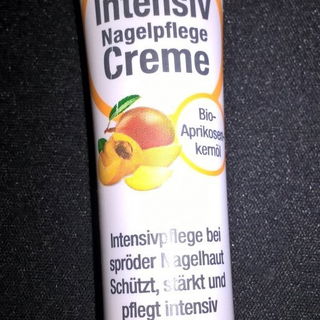 Intensiv
Nagelpflege
Creme
Bio-
Aprikosen-
kernöl
Intensivpflege bei
spröder Nagelhaut
Schützt, stärkt und
pflegt intensiv